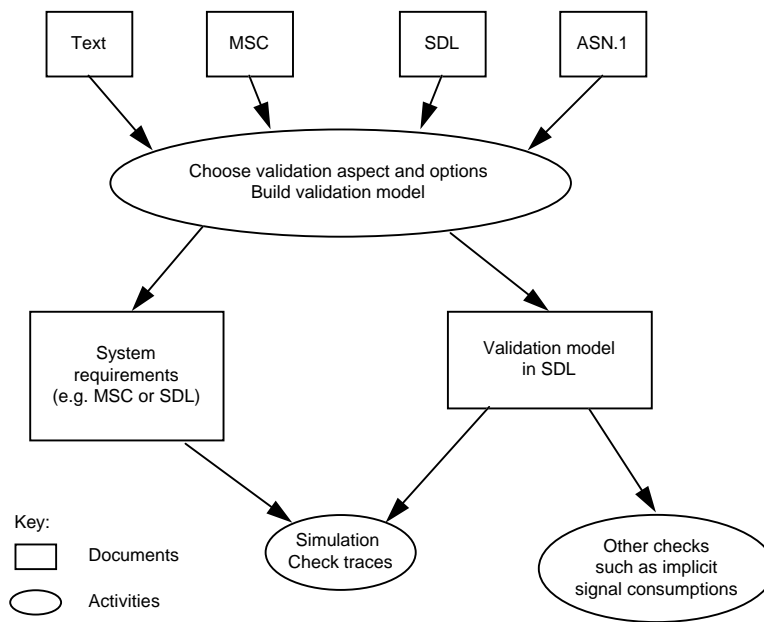 Text
MSC
SDL
ASN.1
Choose validation aspect and options
Build validation model
System
requirements
(e.g. MSC or SDL)
Validation model
in SDL
Simulation
Check traces
Other checks
such as implicit
signal consumptions
Key:
Documents
Activities